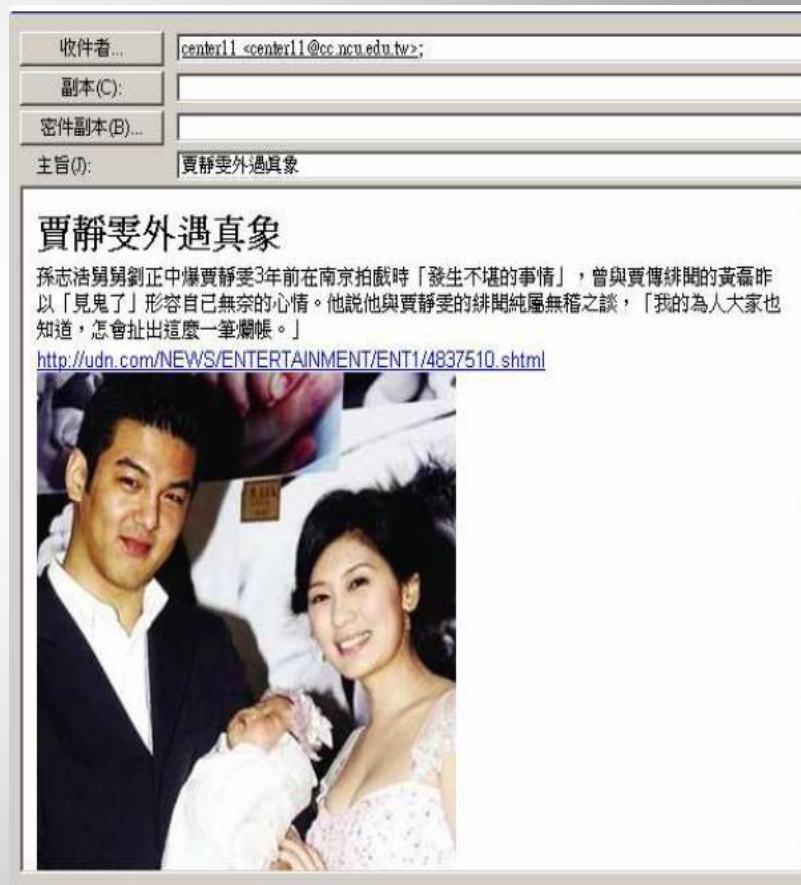 收件者...
center11 <center11@cc.ncu.edu.tw>;
副本(C):
密件副本(B)...
主旨(J):
賈靜雯外遇真象
賈靜雯外遇真象
孫志浩舅舅劉正中爆賈靜雯3年前在南京拍戲時「發生不堪的事情」，曾與賈傳緋聞的黃磊昨
以「見鬼了」形容自己無奈的心情。他說他與賈靜雯的緋聞純屬無稽之談，「我的為人大家也
知道，怎會扯出這麼一筆爛帳。」
http://udn.com/NEWS/ENTERTAINMENT/ENT1/4837510.shtml